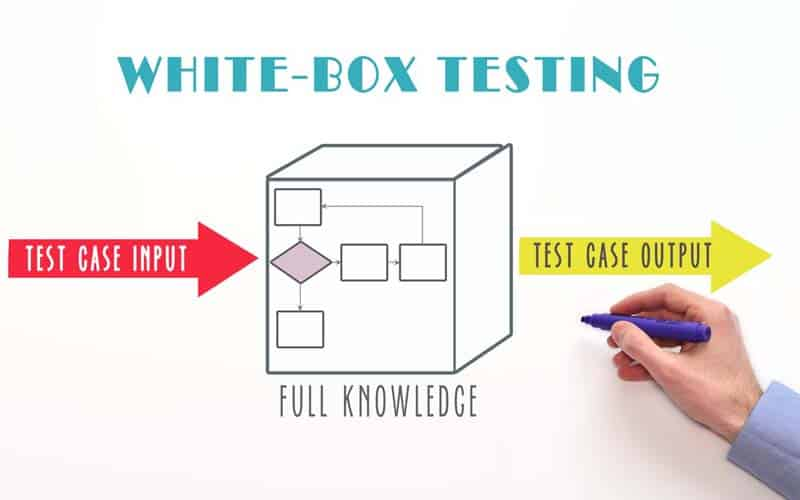 WHITE-BOX TESTING
TEST CASE INPUT
TEST CASE OUTPUT
FULL KNOWLEDGE